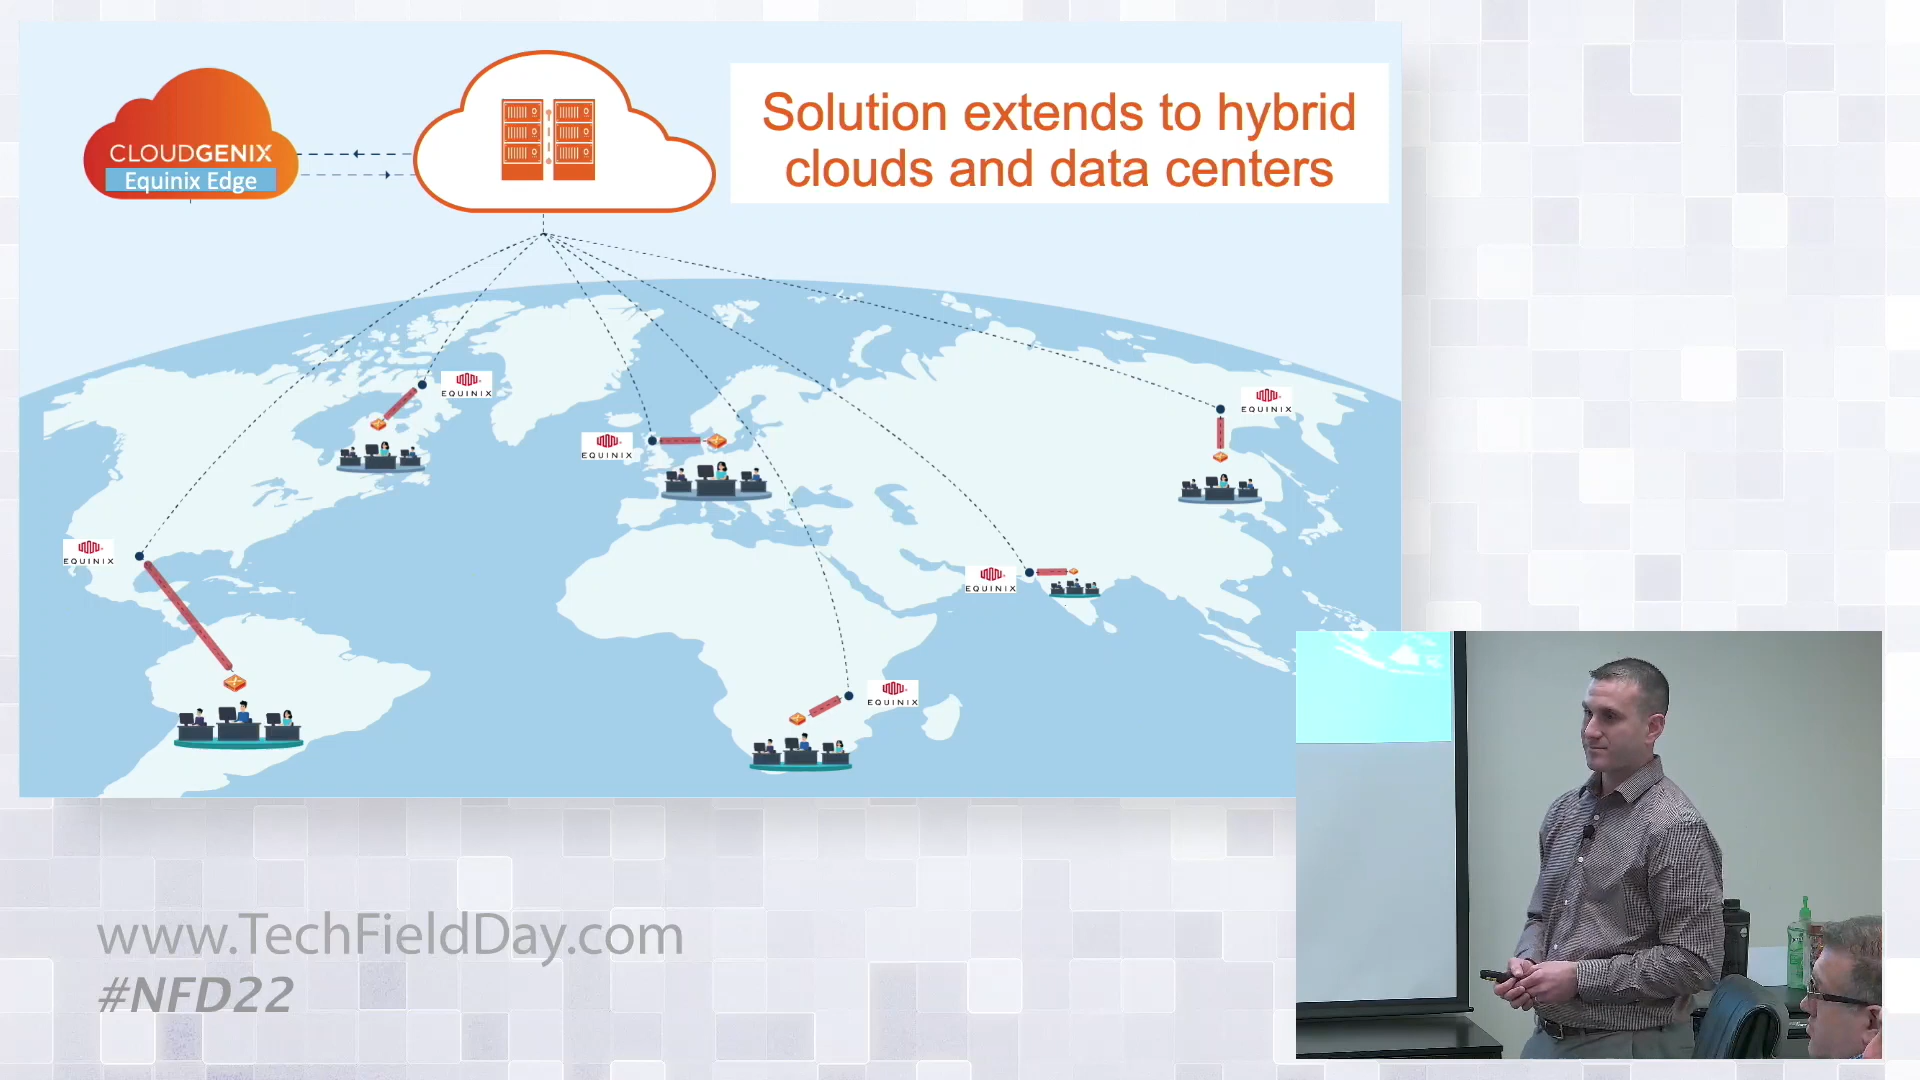 CLOUDGENIX
Equinix Edge
Solution extends to hybrid
clouds and data centers
EQUINIX
EQUINIX
EQUINIX
EQUINIX
EQUINIX
EQUINIX
www.TechFieldDay.com
#NFD22